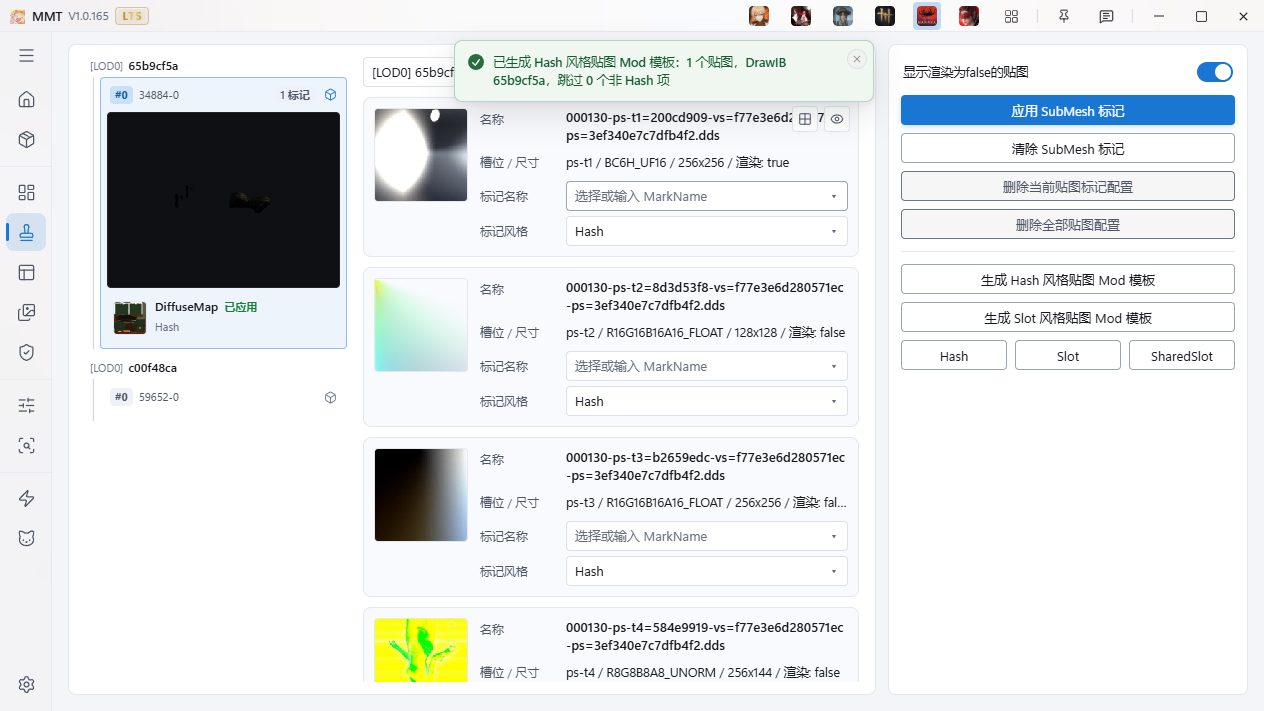 MMT V1.0.165 LTS
[LOD0] 65b9cf5a
#0 34884-0 1标记
DiffuseMap 已应用
Hash
[LOD0] c00f48ca
#0 59652-0
[LOD0] 65b9cf
已生成 Hash 风格贴图 Mod 模板：1 个贴图，DrawIB
65b9cf5a，跳过 0 个非 Hash 项
名称
000130-ps-t1=200cd909-vs=f77e3e6d2
7
ps=3ef340e7c7dfb4f2.dds
槽位 / 尺寸 ps-t1 / BC6H_UF16 / 256x256 / 渲染: true
标记名称 选择或输入 MarkName
标记风格 Hash
名称
000130-ps-t2=8d3d53f8-vs=f77e3e6d280571ec
-ps=3ef340e7c7dfb4f2.dds
槽位 / 尺寸 ps-t2 / R16G16B16A16_FLOAT / 128x128 / 渲染: false
标记名称 选择或输入 MarkName
标记风格 Hash
名称
000130-ps-t3=b2659edc-vs=f77e3e6d280571ec
-ps=3ef340e7c7dfb4f2.dds
槽位 / 尺寸 ps-t3 / R16G16B16A16_FLOAT / 256x256 / 渲染: fal...
标记名称 选择或输入 MarkName
标记风格 Hash
名称
000130-ps-t4=584e9919-vs=f77e3e6d280571ec
-ps=3ef340e7c7dfb4f2.dds
槽位 / 尺寸 ps-t4 / R8G8B8A8_UNORM / 256x144 / 渲染: false
显示渲染为false的贴图
应用 SubMesh 标记
清除 SubMesh 标记
删除当前贴图标记配置
删除全部贴图配置
生成 Hash 风格贴图 Mod 模板
生成 Slot 风格贴图 Mod 模板
Hash Slot SharedSlot